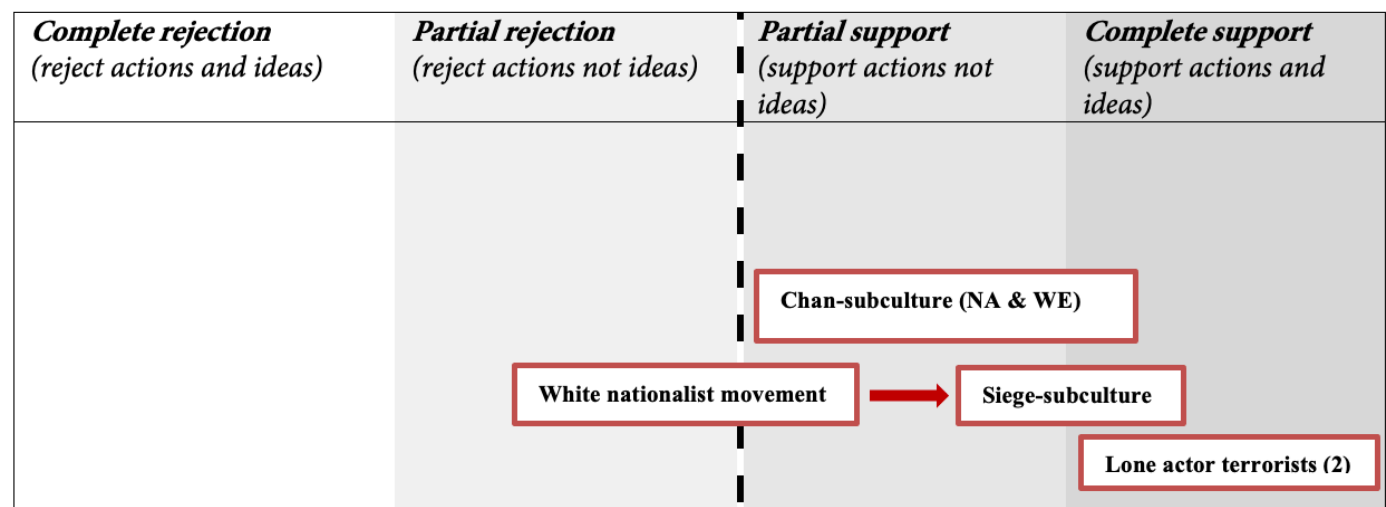 Complete rejection
(reject actions and ideas)
Partial rejection
(reject actions not ideas)
Partial support
(support actions not
ideas)
Complete support
(support actions and
ideas)
Chan-subculture (NA & WE)
White nationalist movement
Siege-subculture
Lone actor terrorists (2)